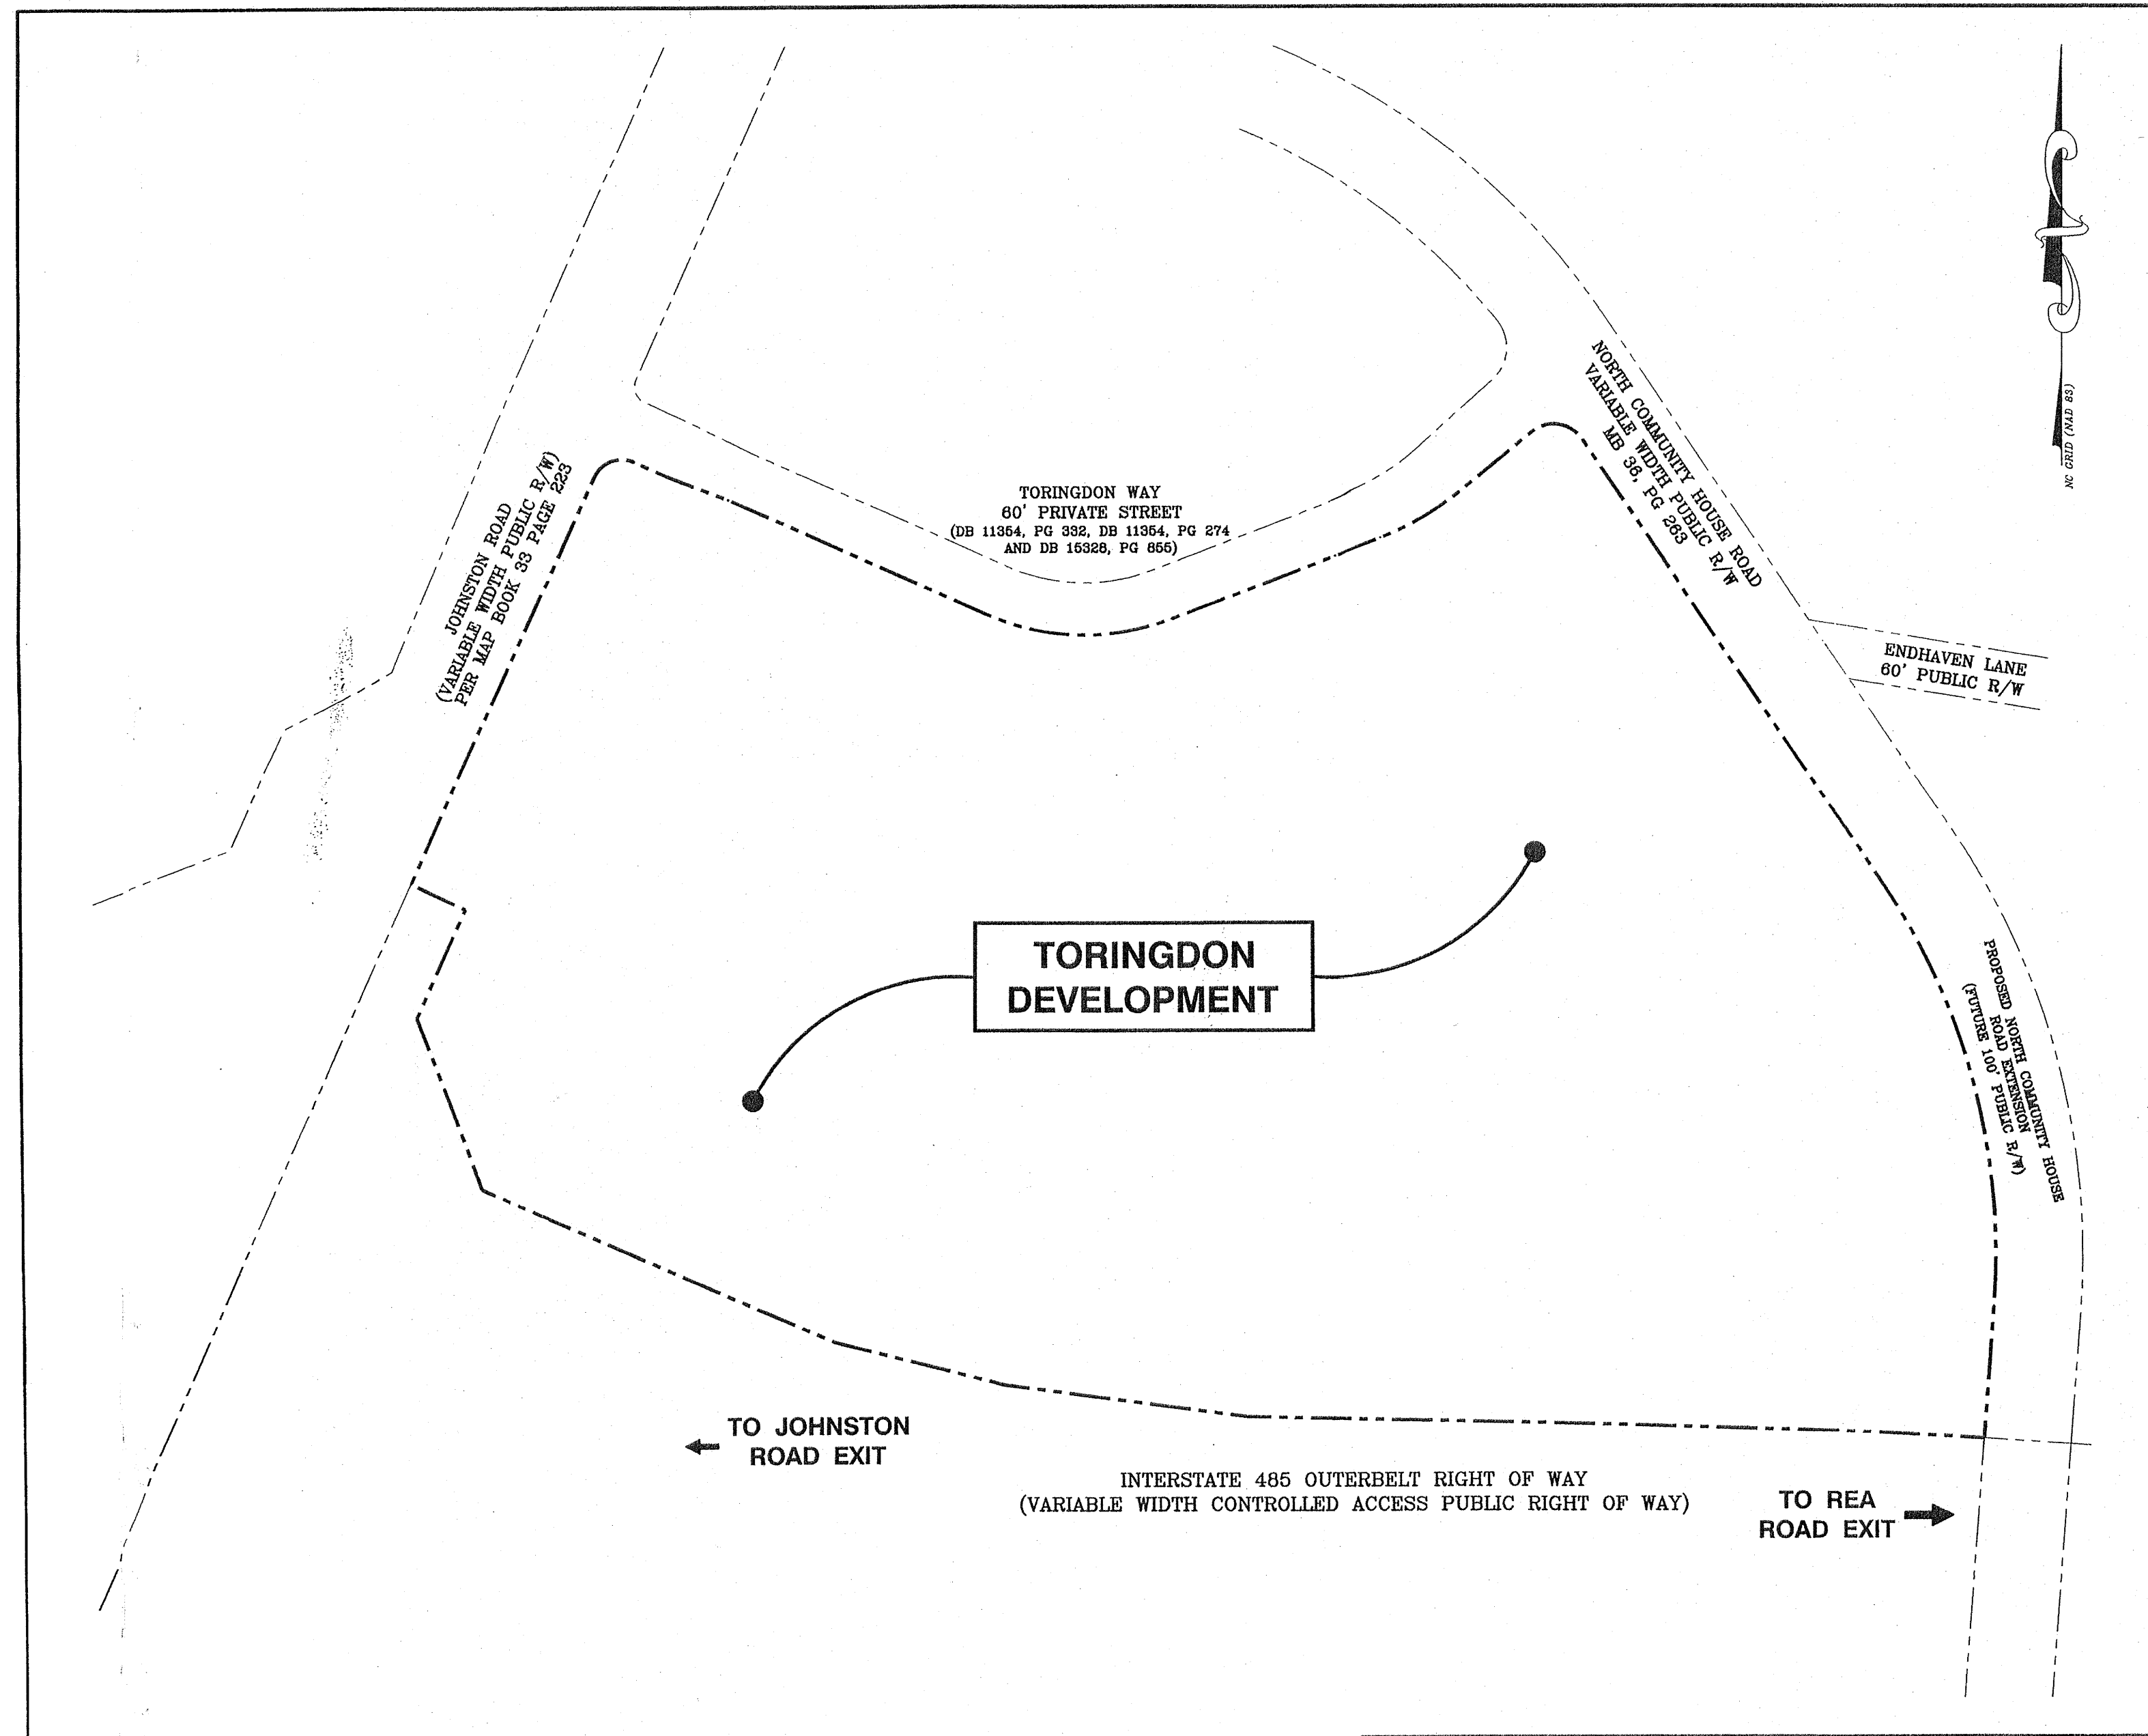 NC GRID (NAD 83)
NORTH COMMUNITY HOUSE ROAD
VARIABLE WIDTH PUBLIC R/W
MB 36, PG 263
JOHNSTON ROAD
(VARIABLE WIDTH PUBLIC R/W)
PER MAP BOOK 33 PAGE 223
TORINGDON WAY
60' PRIVATE STREET
(DB 11354, PG 332, DB 11354, PG 274
AND DB 15328, PG 855)
ENDHAVEN LANE
60' PUBLIC R/W
TORINGDON
DEVELOPMENT
PROPOSED NORTH COMMUNITY HOUSE
ROAD EXTENSION
(FUTURE 100' PUBLIC R/W)
TO JOHNSTON
ROAD EXIT
INTERSTATE 485 OUTERBELT RIGHT OF WAY
(VARIABLE WIDTH CONTROLLED ACCESS PUBLIC RIGHT OF WAY)
TO REA
ROAD EXIT